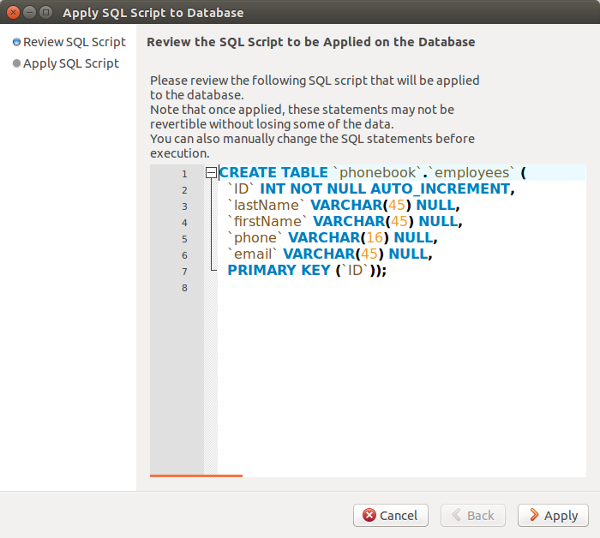 Apply SQL Script to Database
Review SQL Script
Apply SQL Script
Review the SQL Script to be Applied on the Database
Please review the following SQL script that will be applied
to the database.
Note that once applied, these statements may not be
revertible without losing some of the data.
You can also manually change the SQL statements before
execution.
1 CREATE TABLE `phonebook`.`employees` (
2 `ID` INT NOT NULL AUTO_INCREMENT,
3 `lastName` VARCHAR(45) NULL,
4 `firstName` VARCHAR(45) NULL,
5 `phone` VARCHAR(16) NULL,
6 `email` VARCHAR(45) NULL,
7 PRIMARY KEY (`ID`));
8
Cancel Back Apply